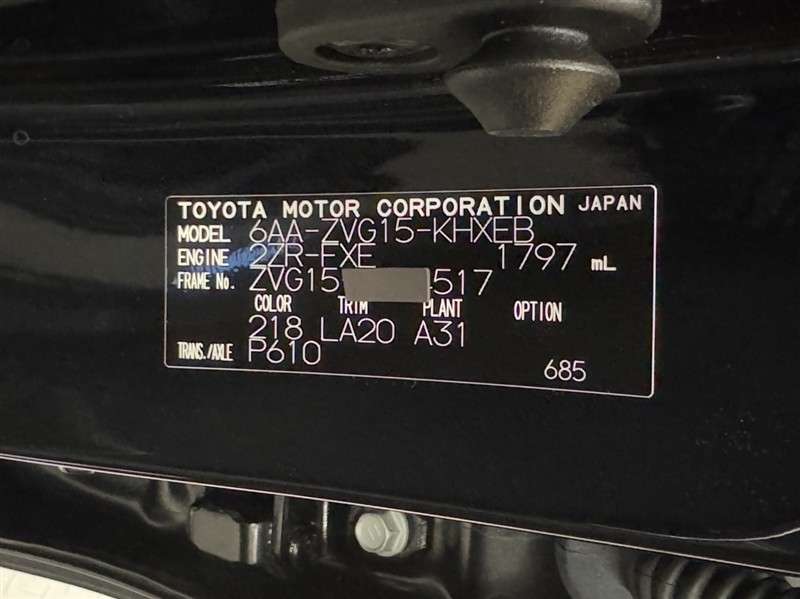 TOYOTA MOTOR CORPORATION JAPAN
MODEL 6AA-ZVG15-KHXEB
ENGINE 2ZR-FXE 1797 mL
FRAME No. ZVG15- 517
COLOR TRIM PLANT OPTION
218 LA20 A31
TRANS./AXLE P610
685